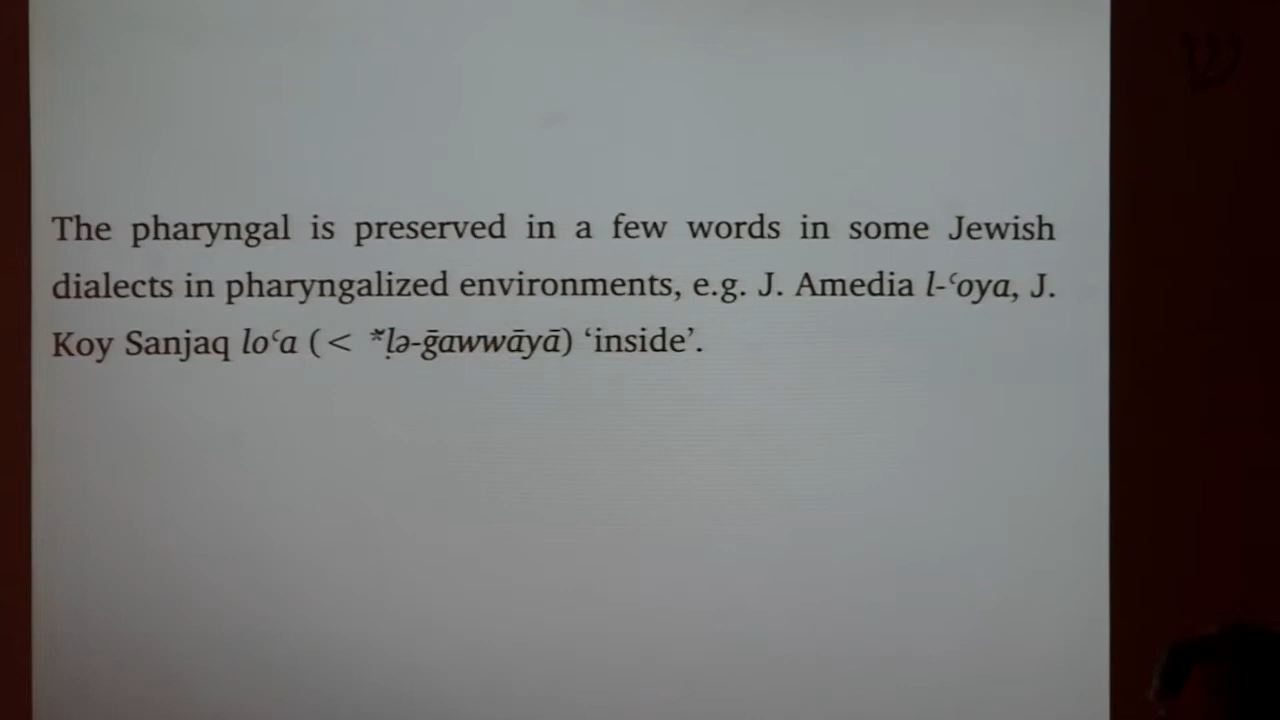 The pharyngal is preserved in a few words in some Jewish
dialects in pharyngalized environments, e.g. J. Amedia l-ʿoya, J.
Koy Sanjaq loʿa (< *ḷə-ḡawwāyā) ‘inside’.
ש